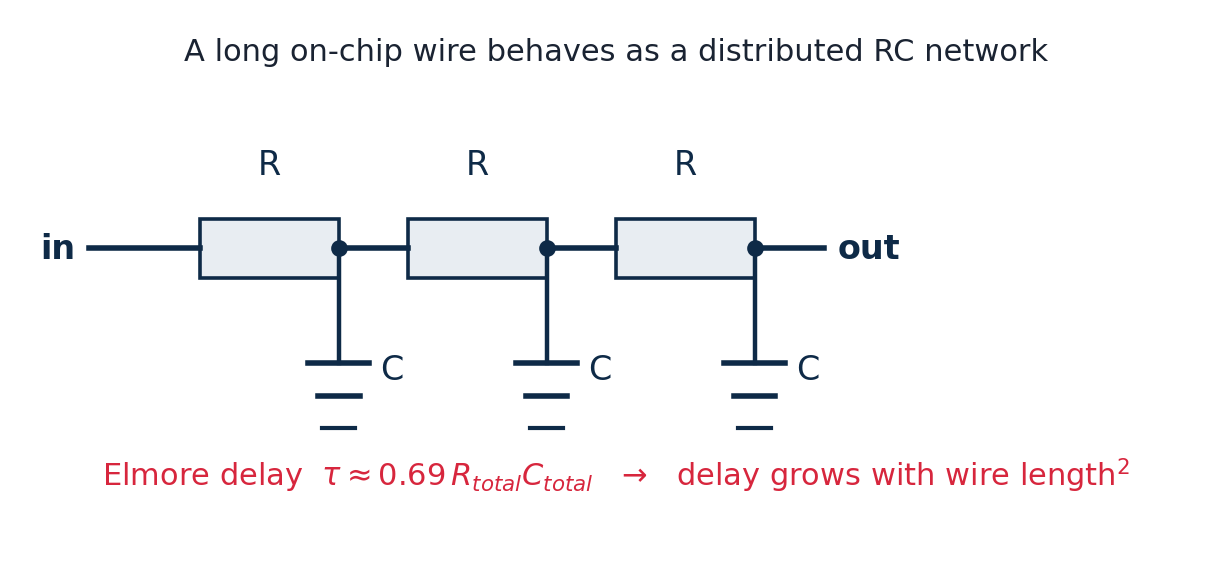 A long on-chip wire behaves as a distributed RC network
R R R
in out
C C C
Elmore delay τ ≈ 0.69 R_total C_total → delay grows with wire length²